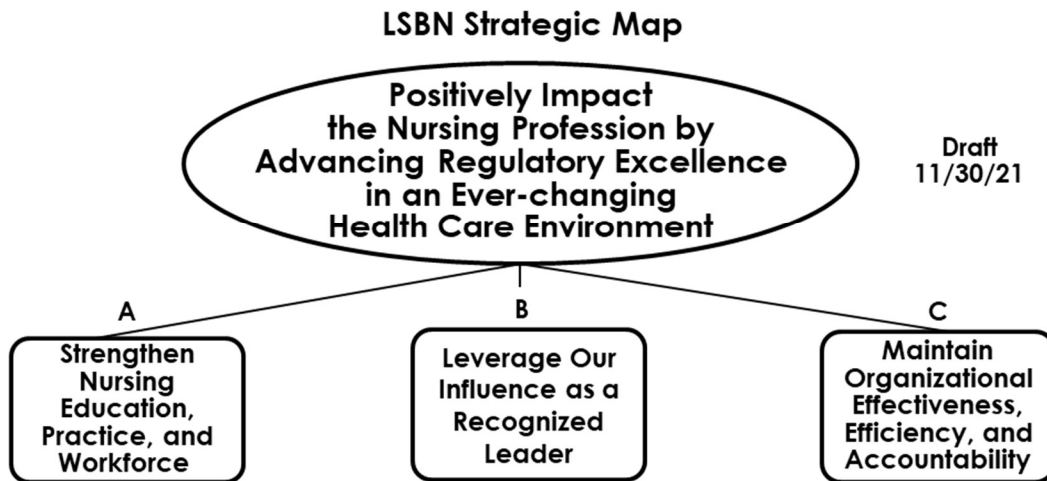 LSBN Strategic Map
Positively Impact
the Nursing Profession by
Advancing Regulatory Excellence
in an Ever-changing
Health Care Environment
Draft
11/30/21
A
Strengthen
Nursing
Education,
Practice, and
Workforce
B
Leverage Our
Influence as a
Recognized
Leader
C
Maintain
Organizational
Effectiveness,
Efficiency, and
Accountability